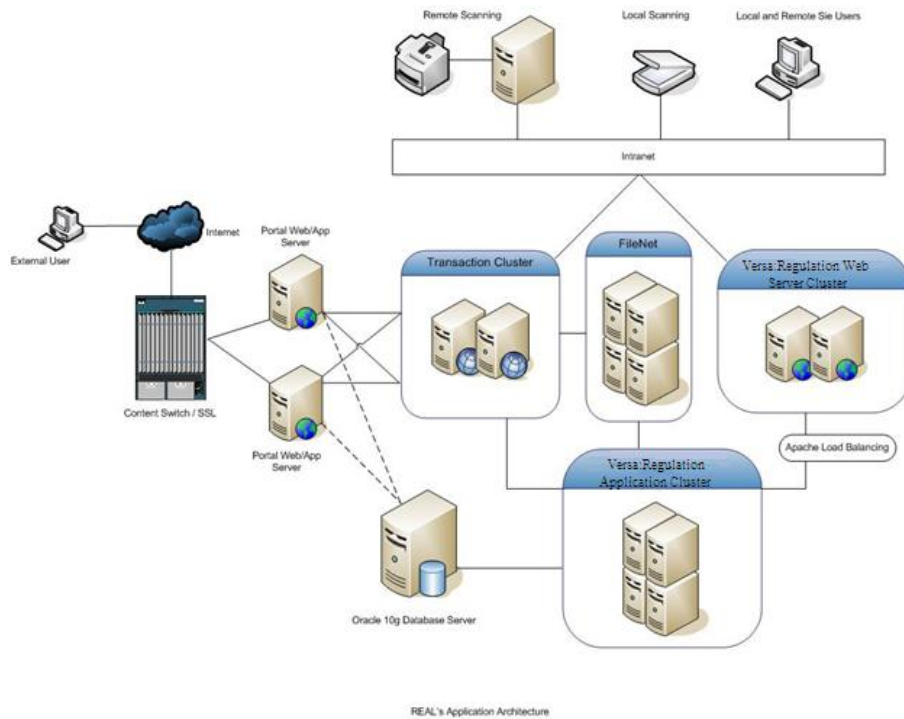 Remote Scanning
Local Scanning
Local and Remote Sie Users
Intranet
External User
Internet
Portal Web/App
Server
Transaction Cluster
FileNet
Versa:Regulation Web
Server Cluster
Content Switch / SSL
Portal Web/App
Server
Apache Load Balancing
Versa:Regulation
Application Cluster
Oracle 10g Database Server
REAL's Application Architecture